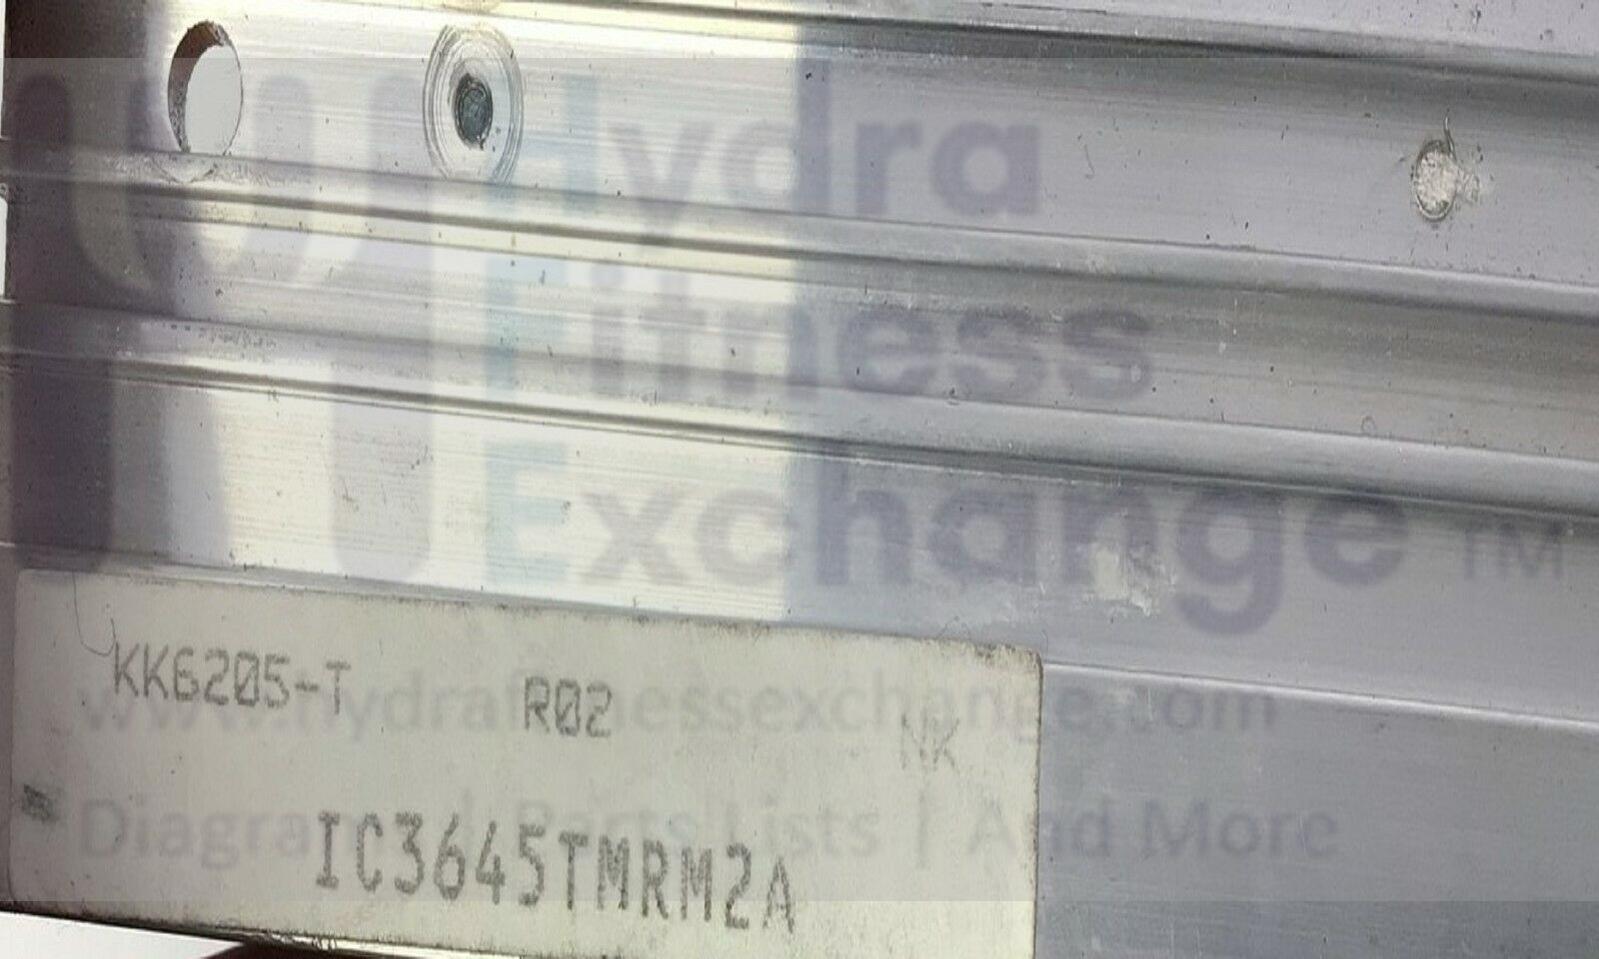 Hydra
Fitness
Exchange TM
KK6205-T R02 NK
www.hydrafitnessexchange.com
IC3645TMRM2A
Diagrams | Parts Lists | And More